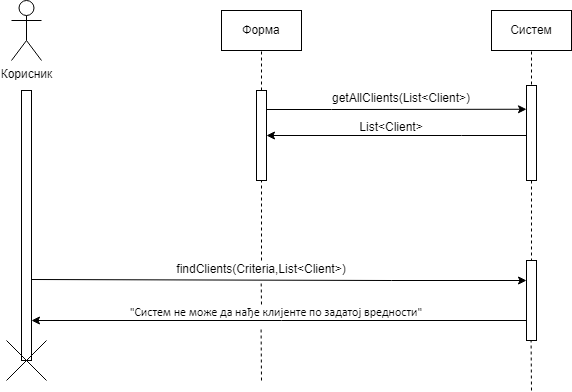 Форма
Систем
Корисник
getAllClients(List<Client>)
List<Client>
findClients(Criteria,List<Client>)
"Систем не може да нађе клијенте по задатој вредности"